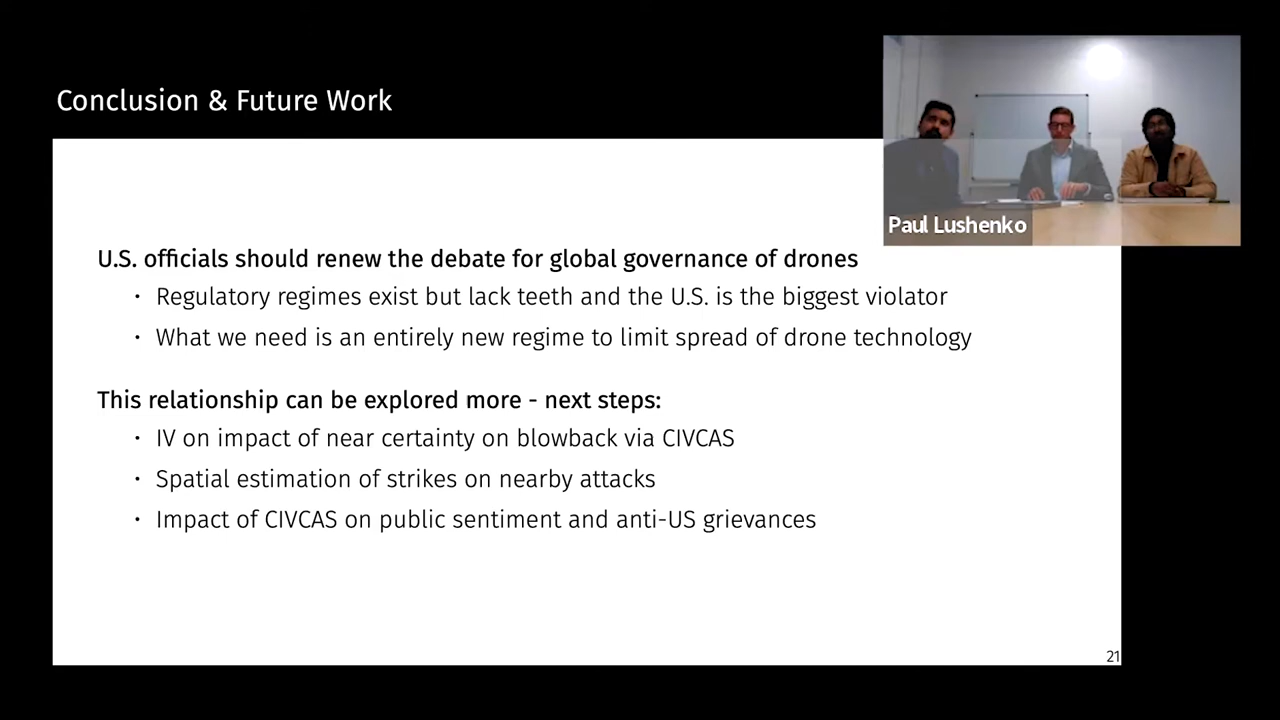 Conclusion & Future Work
Paul Lushenko
U.S. officials should renew the debate for global governance of drones
· Regulatory regimes exist but lack teeth and the U.S. is the biggest violator
· What we need is an entirely new regime to limit spread of drone technology
This relationship can be explored more - next steps:
· IV on impact of near certainty on blowback via CIVCAS
· Spatial estimation of strikes on nearby attacks
· Impact of CIVCAS on public sentiment and anti-US grievances
21